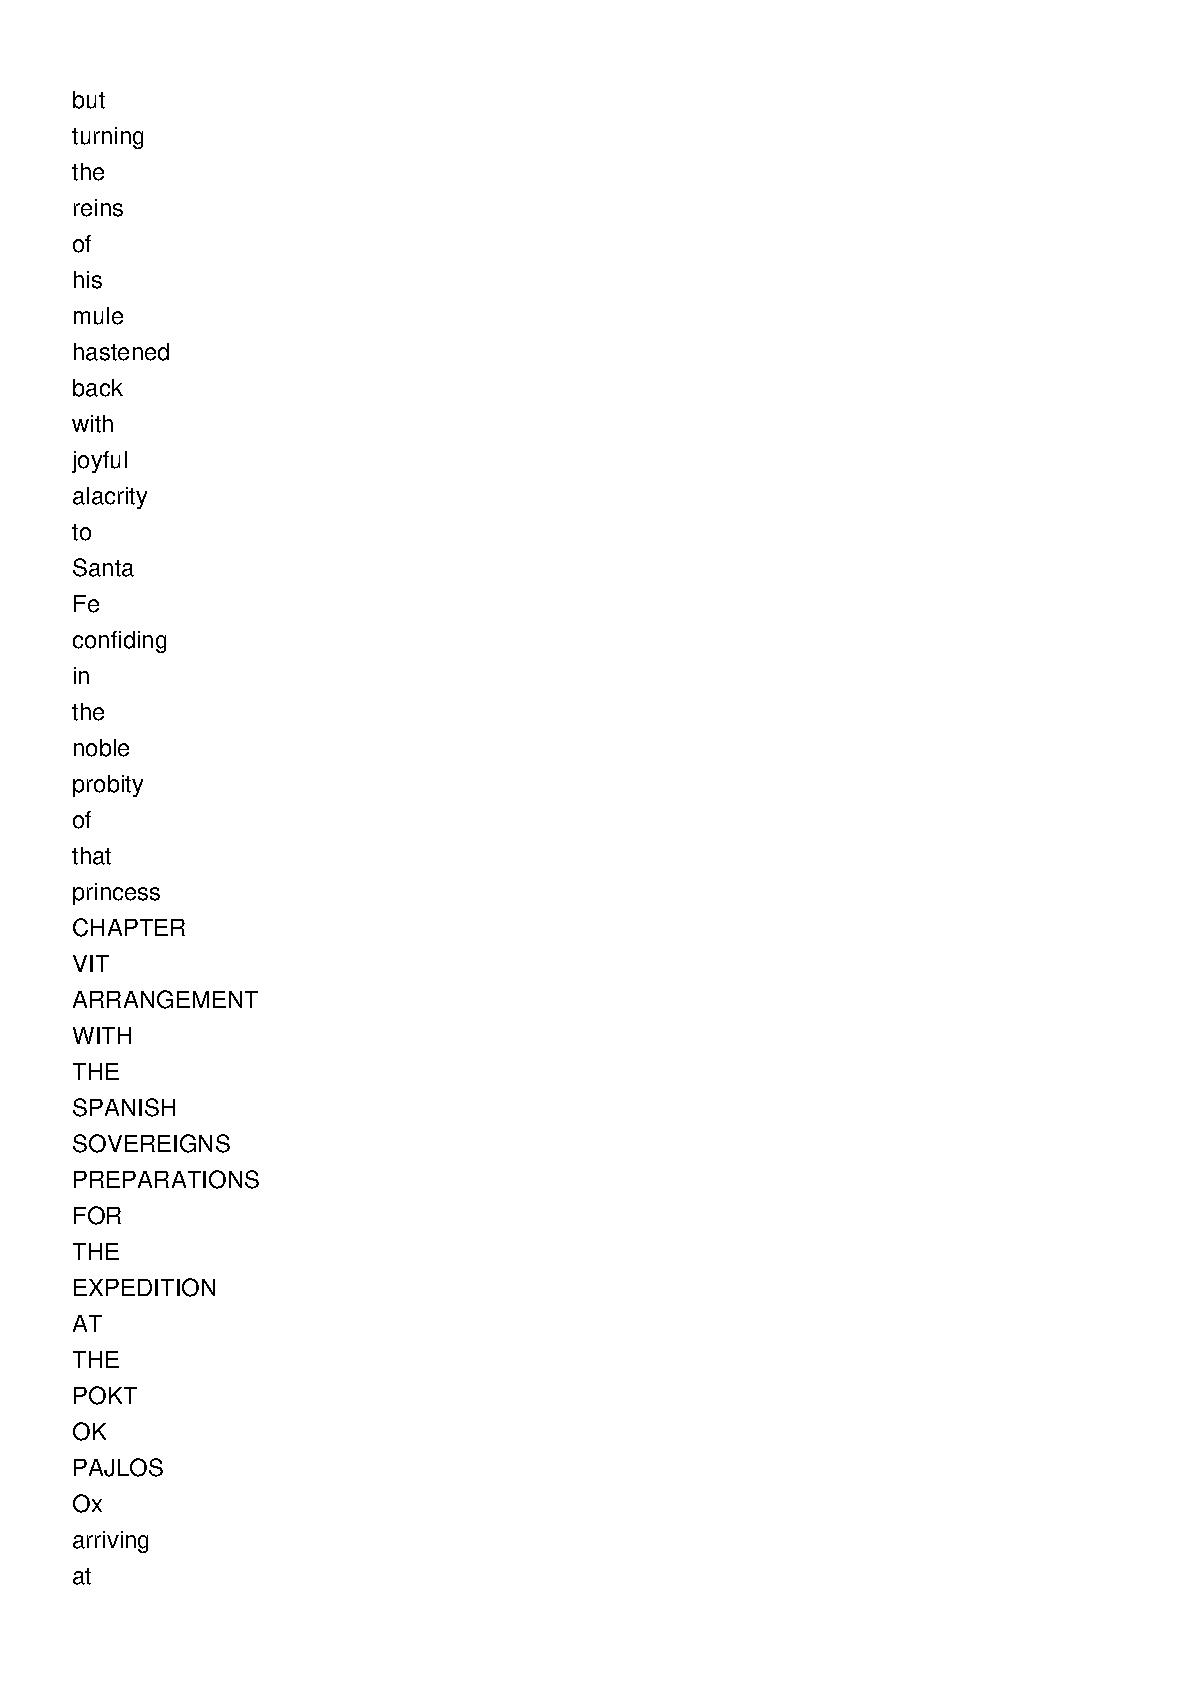 but
turning
the
reins
of
his
mule
hastened
back
with
joyful
alacrity
to
Santa
Fe
confiding
in
the
noble
probity
of
that
princess
CHAPTER
VIT
ARRANGEMENT
WITH
THE
SPANISH
SOVEREIGNS
PREPARATIONS
FOR
THE
EXPEDITION
AT
THE
POKT
OK
PAJLOS
Ox
arriving
at